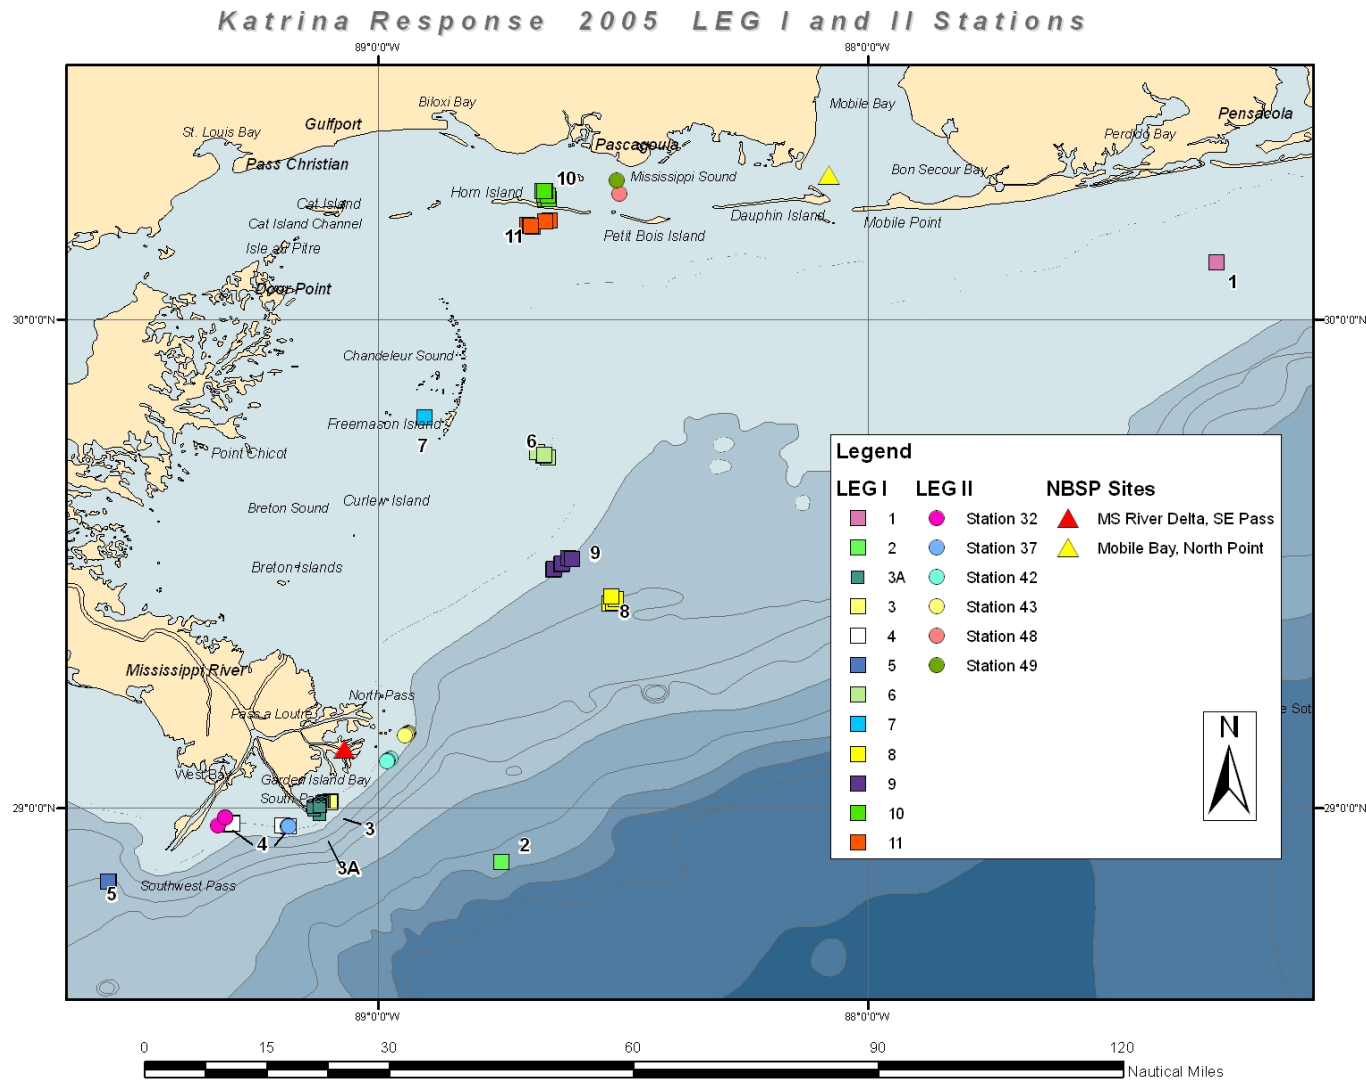 Katrina Response 2005 LEG I and II Stations
89°0'0"W 88°0'0"W
Biloxi Bay
Mobile Bay
Gulfport
Pensacola
St. Louis Bay
Perdido Bay
Pascagoula
Pass Christian
Bon Secour Bay
10
Mississippi Sound
Horn Island
Cat Island
Dauphin Island
Cat Island Channel
Mobile Point
11
Petit Bois Island
Isle au Pitre
1
Door Point
30°0'0"N 30°0'0"N
Chandeleur Sound
Freemason Island
7
6
Point Chicot
Curlew Island
Breton Sound
9
Breton Islands
8
Mississippi River
North Pass
Pass a Loutre
West Bay
Garden Island Bay
South Pass
29°0'0"N 29°0'0"N
3
4
2
3A
Southwest Pass
5
e Sot
Legend
LEG I LEG II NBSP Sites
1 Station 32 MS River Delta, SE Pass
2 Station 37 Mobile Bay, North Point
3A Station 42
3 Station 43
4 Station 48
5 Station 49
6
7
8
9
10
11
N
89°0'0"W 88°0'0"W
0 15 30 60 90 120
Nautical Miles